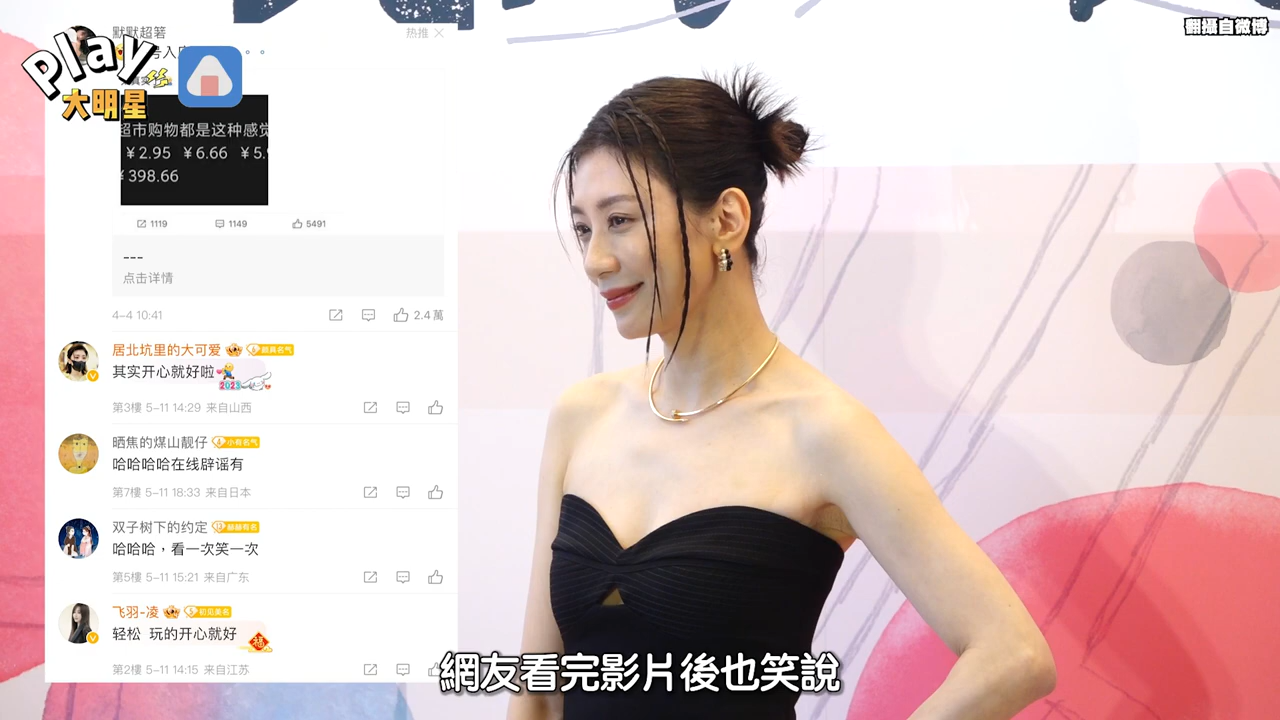 翻攝自微博
Play
大明星
默默超箬
热推
号入
超市购物都是这种感觉
¥2.95 ¥6.66 ¥5.
¥398.66
1119 1149 5491
---
点击详情
4-4 10:41 2.4 萬
居北坑里的大可爱
其实开心就好啦
2023
第3樓 5-11 14:29 来自山西
晒焦的煤山靓仔 小有名气
哈哈哈哈在线辟谣有
第7樓 5-11 18:33 来自日本
双子树下的约定
哈哈哈，看一次笑一次
第5樓 5-11 15:21 来自广东
飞羽-凌 初见美名
轻松 玩的开心就好
福
第2樓 5-11 14:15 来自江苏
網友看完影片後也笑說